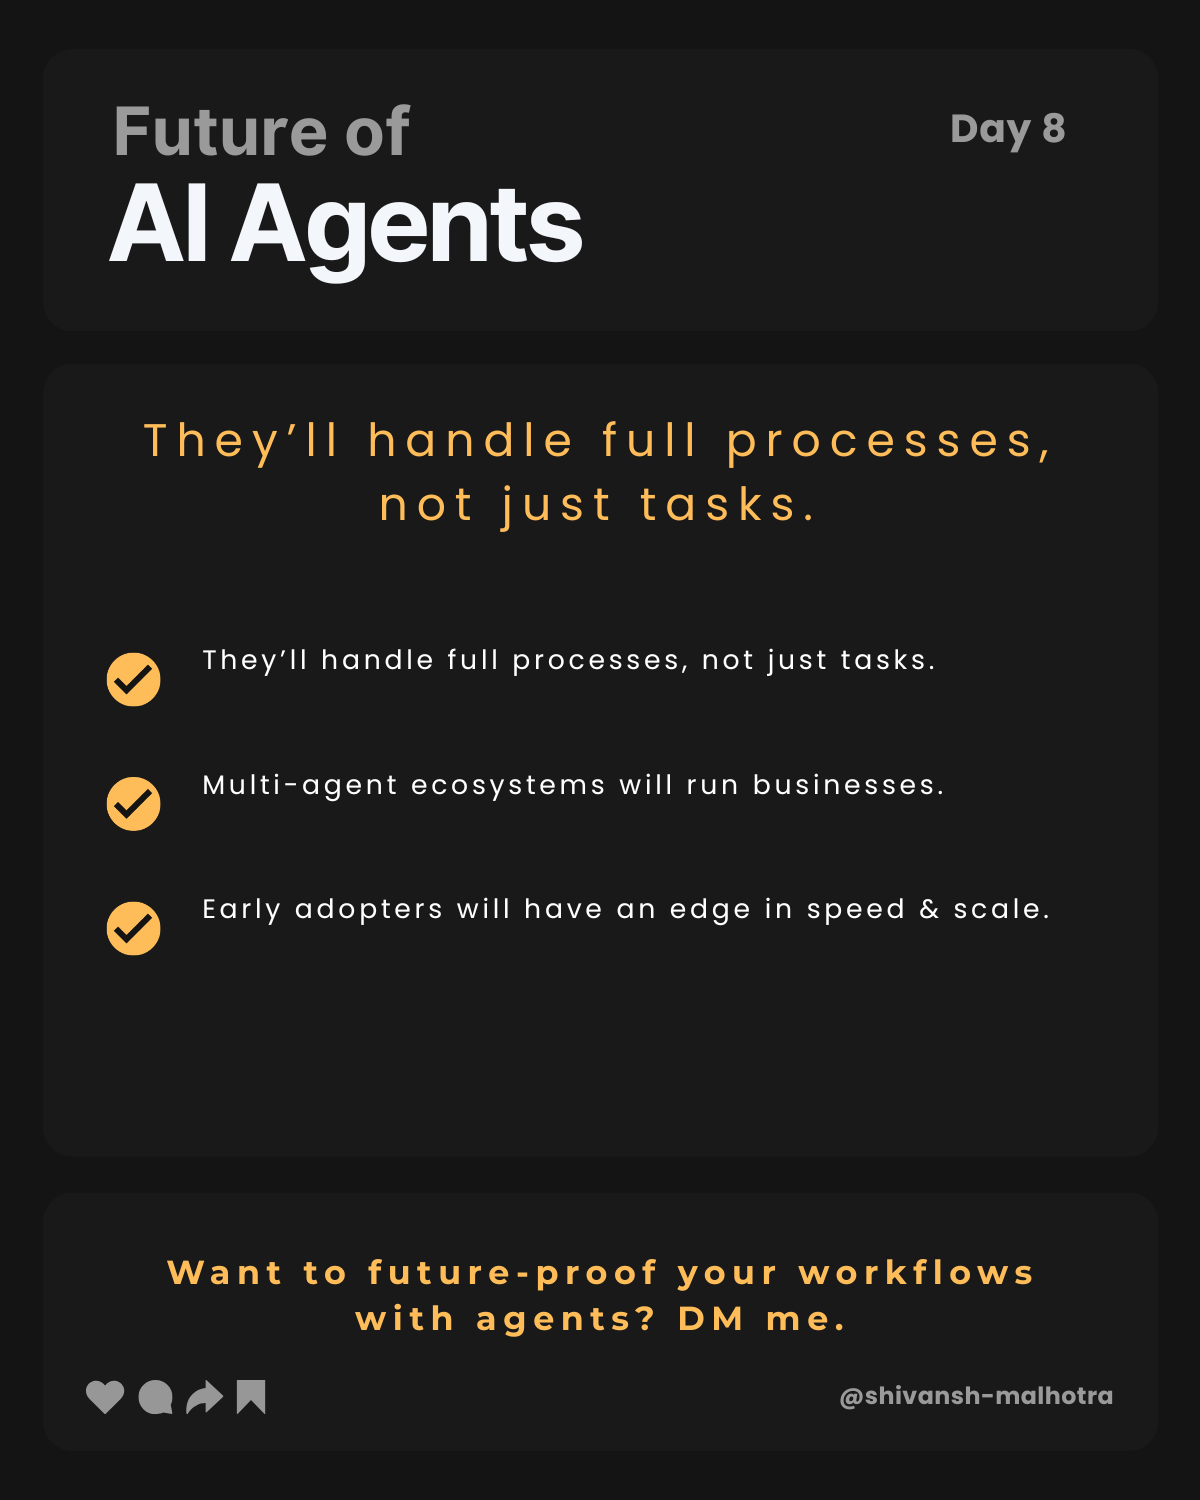 Future of
Day 8
AI Agents
They’ll handle full processes,
not just tasks.
They’ll handle full processes, not just tasks.
Multi-agent ecosystems will run businesses.
Early adopters will have an edge in speed & scale.
Want to future-proof your workflows
with agents? DM me.
@shivansh-malhotra